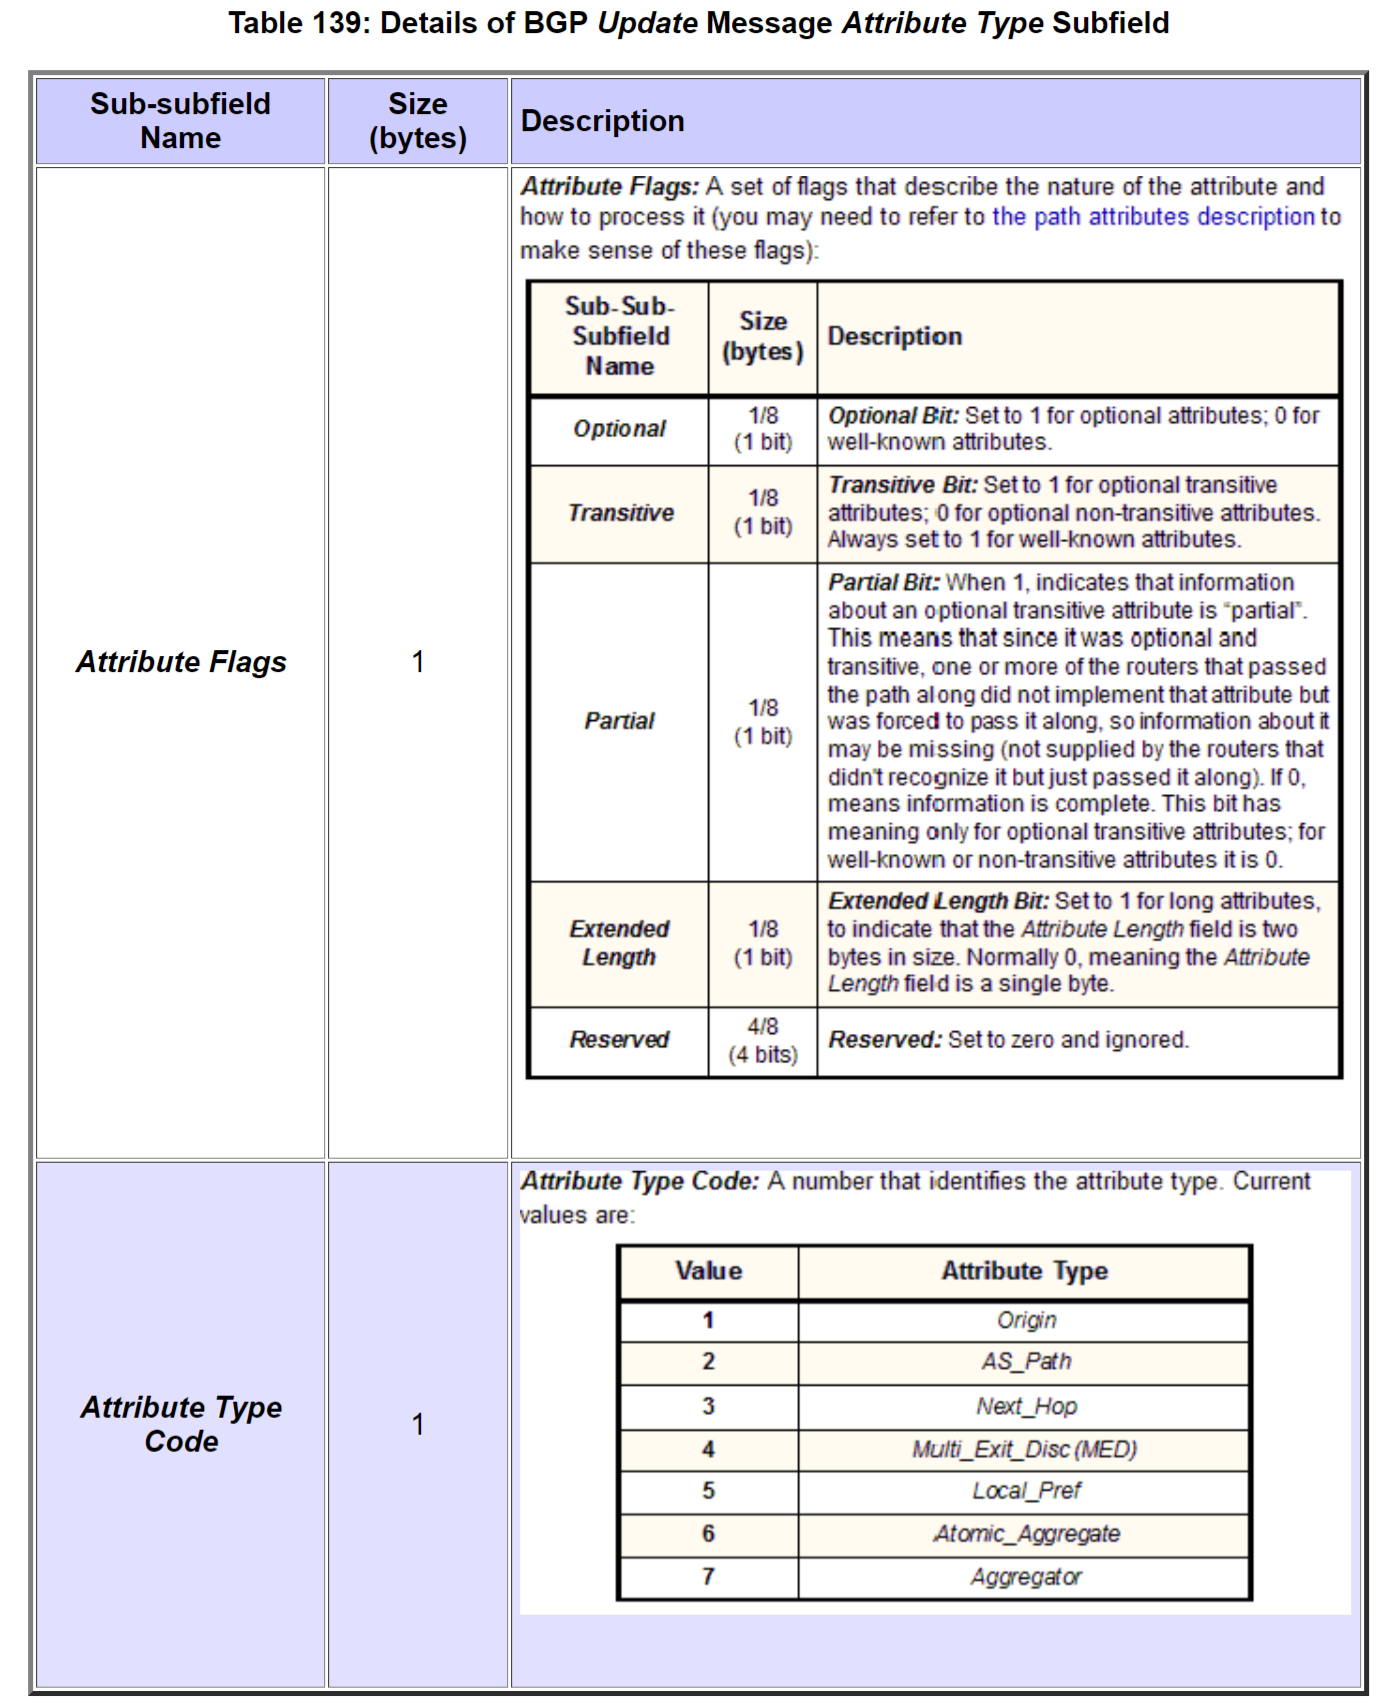 Table 139: Details of BGP Update Message Attribute Type Subfield
Sub-subfield
Name
Size
(bytes)
Description
Attribute Flags
1
Attribute Flags: A set of flags that describe the nature of the attribute and
how to process it (you may need to refer to the path attributes description to
make sense of these flags):
Sub-Sub-
Subfield
Name
Size
(bytes)
Description
Optional
1/8
(1 bit)
Optional Bit: Set to 1 for optional attributes; 0 for
well-known attributes.
Transitive
1/8
(1 bit)
Transitive Bit: Set to 1 for optional transitive
attributes; 0 for optional non-transitive attributes.
Always set to 1 for well-known attributes.
Partial
1/8
(1 bit)
Partial Bit: When 1, indicates that information
about an optional transitive attribute is “partial”.
This means that since it was optional and
transitive, one or more of the routers that passed
the path along did not implement that attribute but
was forced to pass it along, so information about it
may be missing (not supplied by the routers that
didn't recognize it but just passed it along). If 0,
means information is complete. This bit has
meaning only for optional transitive attributes; for
well-known or non-transitive attributes it is 0.
Extended
Length
1/8
(1 bit)
Extended Length Bit: Set to 1 for long attributes,
to indicate that the Attribute Length field is two
bytes in size. Normally 0, meaning the Attribute
Length field is a single byte.
Reserved
4/8
(4 bits)
Reserved: Set to zero and ignored.
Attribute Type
Code
1
Attribute Type Code: A number that identifies the attribute type. Current
values are:
Value
Attribute Type
1
Origin
2
AS_Path
3
Next_Hop
4
Multi_Exit_Disc (MED)
5
Local_Pref
6
Atomic_Aggregate
7
Aggregator